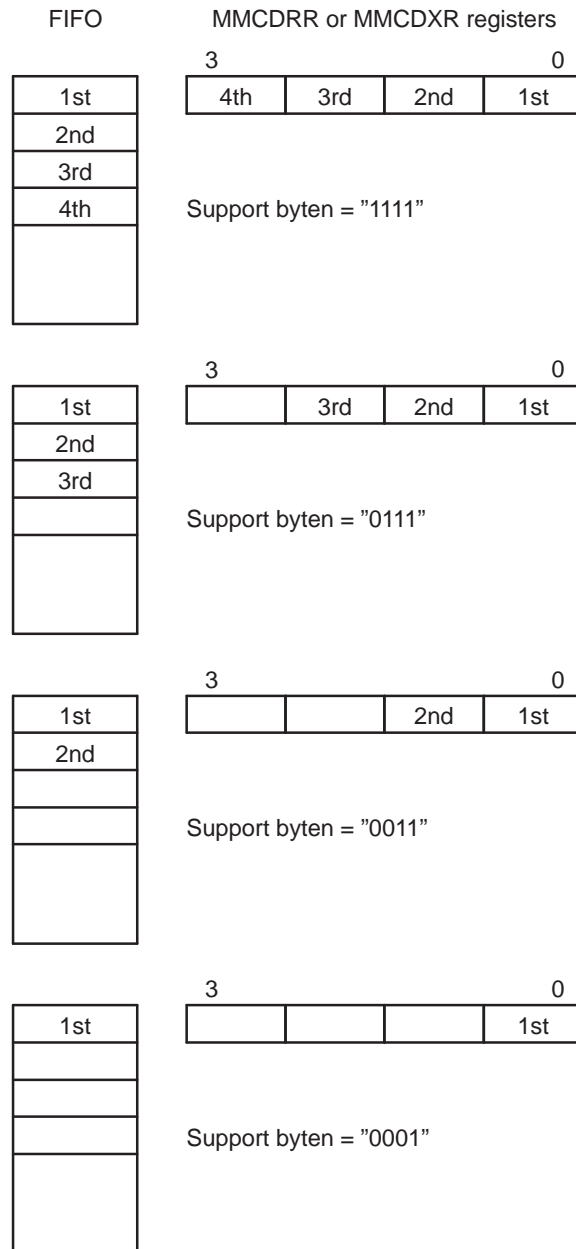 FIFO MMCDRR or MMCDXR registers
3 0
1st 4th 3rd 2nd 1st
2nd
3rd
4th Support byten = ”1111”
3 0
1st 3rd 2nd 1st
2nd
3rd
Support byten = ”0111”
3 0
1st 2nd 1st
2nd
Support byten = ”0011”
3 0
1st 1st
Support byten = ”0001”